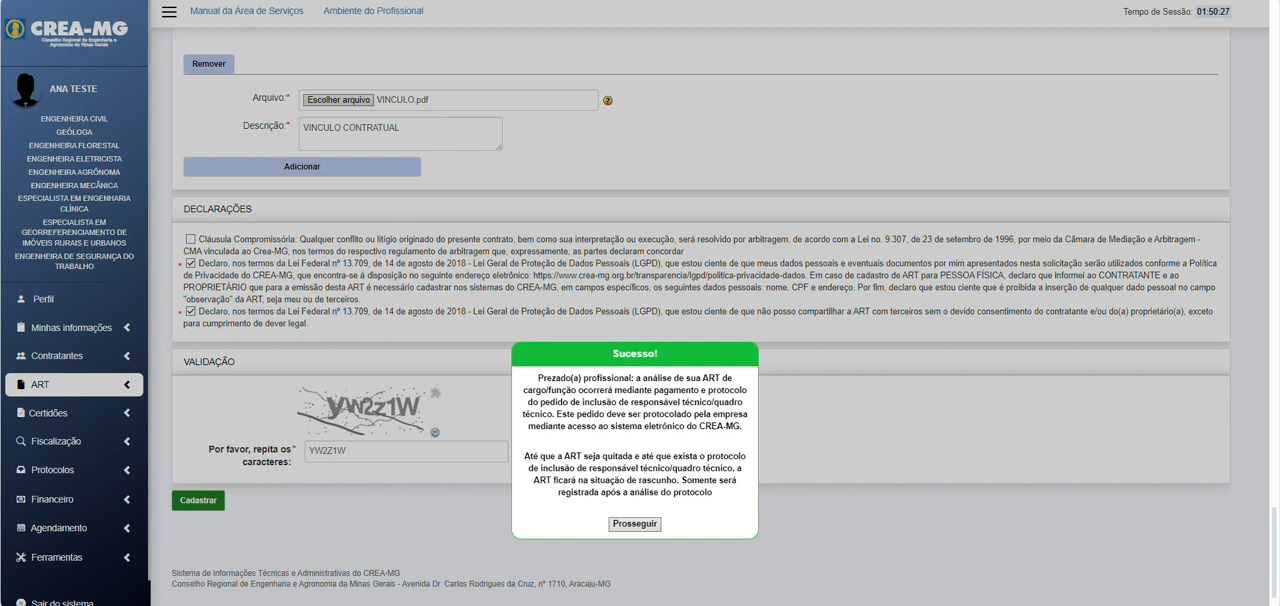 Manual da Área de Serviços
Ambiente do Profissional
Tempo de Sessão: 01:50:27
CREA-MG
Conselho Regional de Engenharia e
Agronomia de Minas Gerais
ANA TESTE
ENGENHEIRA CIVIL
GEÓLOGA
ENGENHEIRA FLORESTAL
ENGENHEIRA ELETRICISTA
ENGENHEIRA AGRÔNOMA
ENGENHEIRA MECÂNICA
ESPECIALISTA EM ENGENHARIA
CLÍNICA
ESPECIALISTA EM
GEORREFERENCIAMENTO DE
IMÓVEIS RURAIS E URBANOS
ENGENHEIRA DE SEGURANÇA DO
TRABALHO
Perfil
Minhas informações
Contratantes
ART
Certidões
Fiscalização
Protocolos
Financeiro
Agendamento
Ferramentas
Sair do sistema
Remover
Arquivo:* Escolher arquivo VINCULO.pdf
Descrição:* VINCULO CONTRATUAL
Adicionar
DECLARAÇÕES
Cláusula Compromissória: Qualquer conflito ou litígio originado do presente contrato, bem como sua interpretação ou execução, será resolvido por arbitragem, de acordo com a Lei no. 9.307, de 23 de setembro de 1996, por meio da Câmara de Mediação e Arbitragem -
CMA vinculada ao Crea-MG, nos termos do respectivo regulamento de arbitragem que, expressamente, as partes declaram concordar
* Declaro, nos termos da Lei Federal nº 13.709, de 14 de agosto de 2018 - Lei Geral de Proteção de Dados Pessoais (LGPD), que estou ciente de que meus dados pessoais e eventuais documentos por mim apresentados nesta solicitação serão utilizados conforme a Política
de Privacidade do CREA-MG, que encontra-se à disposição no seguinte endereço eletrônico: https://www.crea-mg.org.br/transparencia/lgpd/politica-privacidade-dados. Em caso de cadastro de ART para PESSOA FÍSICA, declaro que informei ao CONTRATANTE e ao
PROPRIETÁRIO que para a emissão desta ART é necessário cadastrar nos sistemas do CREA-MG, em campos específicos, os seguintes dados pessoais: nome, CPF e endereço. Por fim, declaro que estou ciente que é proibida a inserção de qualquer dado pessoal no campo
"observação" da ART, seja meu ou de terceiros.
* Declaro, nos termos da Lei Federal nº 13.709, de 14 de agosto de 2018 - Lei Geral de Proteção de Dados Pessoais (LGPD), que estou ciente de que não posso compartilhar a ART com terceiros sem o devido consentimento do contratante e/ou do(a) proprietário(a), exceto
para cumprimento de dever legal.
VALIDAÇÃO
YW2z1W
Por favor, repita os*
caracteres:
YW2Z1W
Cadastrar
Sucesso!
Prezado(a) profissional: a análise de sua ART de
cargo/função ocorrerá mediante pagamento e protocolo
do pedido de inclusão de responsável técnico/quadro
técnico. Este pedido deve ser protocolado pela empresa
mediante acesso ao sistema eletrônico do CREA-MG.
Até que a ART seja quitada e até que exista o protocolo
de inclusão de responsável técnico/quadro técnico, a
ART ficará na situação de rascunho. Somente será
registrada após a análise do protocolo
Prosseguir
Sistema de Informações Técnicas e Administrativas do CREA-MG
Conselho Regional de Engenharia e Agronomia da Minas Gerais - Avenida Dr. Carlos Rodrigues da Cruz, nº 1710, Aracaju-MG